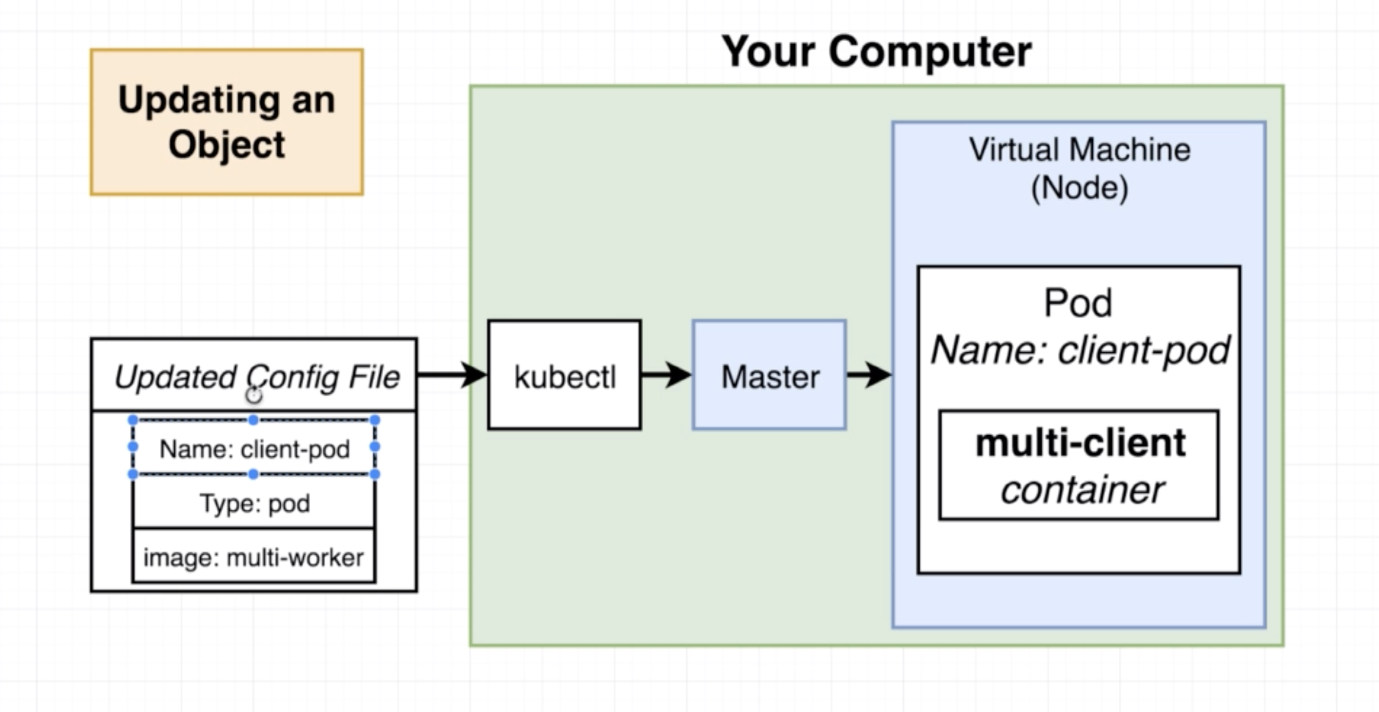 Your Computer
Updating an
Object
Virtual Machine
(Node)
Pod
Name: client-pod
Updated Config File
kubectl
Master
Name: client-pod
Type: pod
image: multi-worker
multi-client
container